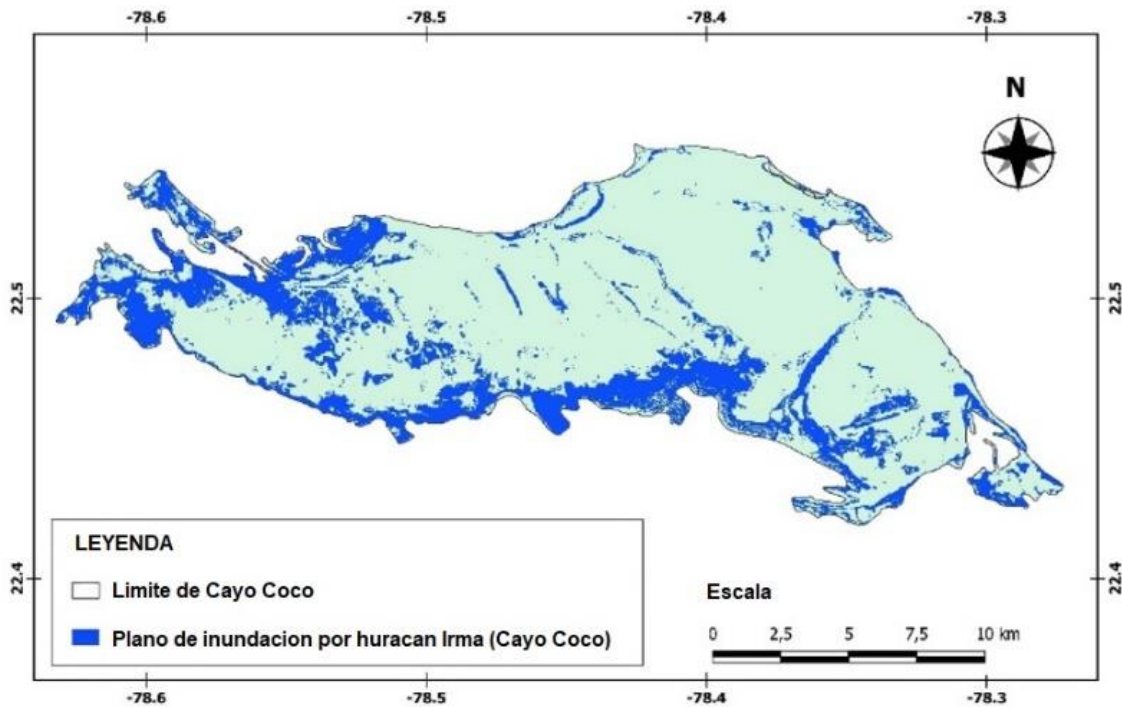 -78.6 -78.5 -78.4 -78.3
N
22.5 22.5
22.4 22.4
LEYENDA
Limite de Cayo Coco
Plano de inundacion por huracan Irma (Cayo Coco)
Escala
0 2,5 5 7,5 10 km
-78.6 -78.5 -78.4 -78.3